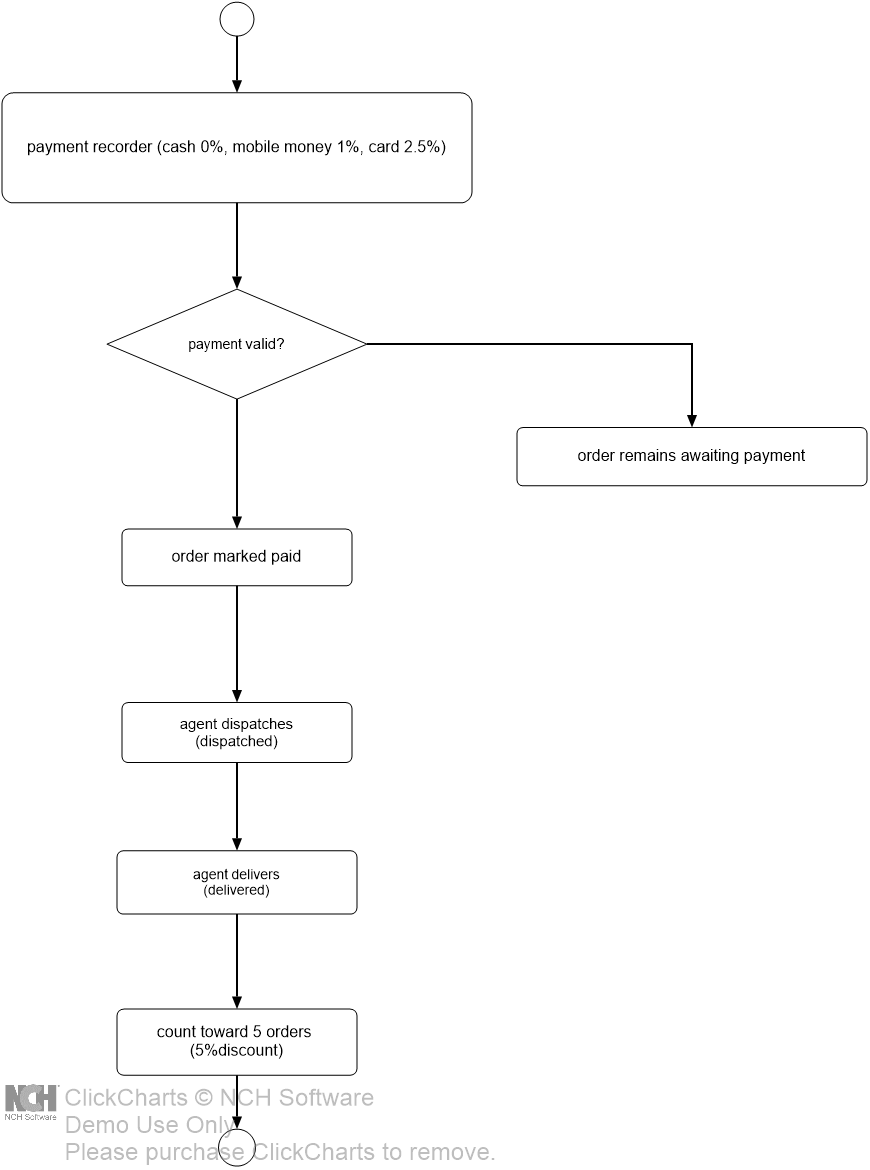 payment recorder (cash 0%, mobile money 1%, card 2.5%)
payment valid?
order remains awaiting payment
order marked paid
agent dispatches
(dispatched)
agent delivers
(delivered)
count toward 5 orders
(5%discount)
NCH
NCH Software
ClickCharts © NCH Software
Demo Use Only
Please purchase ClickCharts to remove.